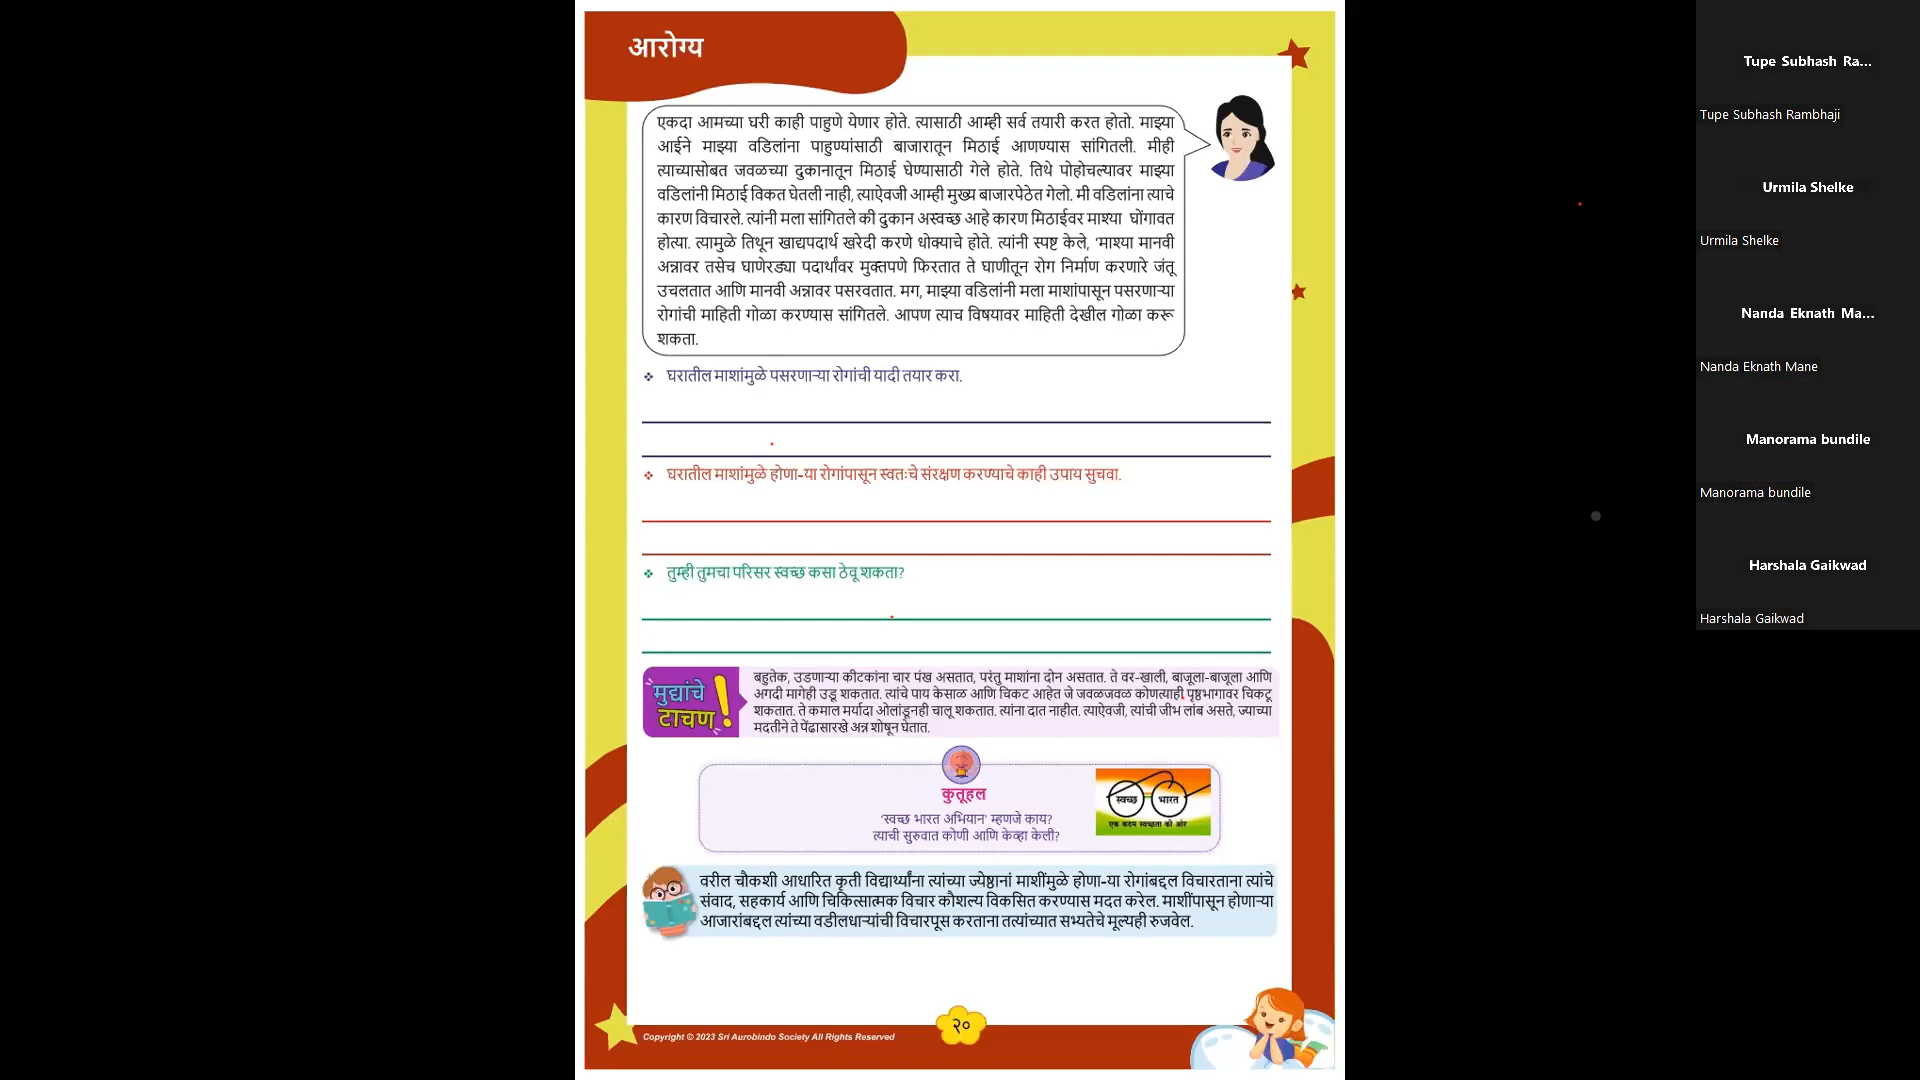 आरोग्य
एकदा आमच्या घरी काही पाहुणे येणार होते. त्यासाठी आम्ही सर्व तयारी करत होतो. माझ्या
आईने माझ्या वडिलांना पाहुण्यांसाठी बाजारातून मिठाई आणण्यास सांगितली. मीही
त्याच्यासोबत जवळच्या दुकानातून मिठाई घेण्यासाठी गेले होते. तिथे पोहोचल्यावर माझ्या
वडिलांनी मिठाई विकत घेतली नाही, त्याऐवजी आम्ही मुख्य बाजारपेठेत गेलो. मी वडिलांना त्याचे
कारण विचारले. त्यांनी मला सांगितले की दुकान अस्वच्छ आहे कारण मिठाईवर माश्या घोंगावत
होत्या. त्यामुळे तिथून खाद्यपदार्थ खरेदी करणे धोक्याचे होते. त्यांनी स्पष्ट केले, 'माश्या मानवी
अन्नावर तसेच घाणेरड्या पदार्थांवर मुक्तपणे फिरतात ते घाणीतून रोग निर्माण करणारे जंतू
उचलतात आणि मानवी अन्नावर पसरवतात. मग, माझ्या वडिलांनी मला माशांपासून पसरणाऱ्या
रोगांची माहिती गोळा करण्यास सांगितले. आपण त्याच विषयावर माहिती देखील गोळा करू
शकता.
❖ घरातील माशांमुळे पसरणाऱ्या रोगांची यादी तयार करा.
❖ घरातील माशांमुळे होणा-या रोगांपासून स्वतःचे संरक्षण करण्याचे काही उपाय सुचवा.
❖ तुम्ही तुमचा परिसर स्वच्छ कसा ठेवू शकता?
मुद्यांचे
टाचण!
बहुतेक, उडणाऱ्या कीटकांना चार पंख असतात, परंतु माशांना दोन असतात. ते वर-खाली, बाजूला-बाजूला आणि
अगदी मागेही उडू शकतात. त्यांचे पाय केसाळ आणि चिकट आहेत जे जवळजवळ कोणत्याही पृष्ठभागावर चिकटू
शकतात. ते कमाल मर्यादा ओलांडूनही चालू शकतात. त्यांना दात नाहीत. त्याऐवजी, त्यांची जीभ लांब असते, ज्याच्या
मदतीने ते पेंढासारखे अन्न शोषून घेतात.
कुतूहल
'स्वच्छ भारत अभियान' म्हणजे काय?
त्याची सुरुवात कोणी आणि केव्हा केली?
स्वच्छ भारत
एक कदम स्वच्छता की ओर
वरील चौकशी आधारित कृती विद्यार्थ्यांना त्यांच्या ज्येष्ठानां माशींमुळे होणा-या रोगांबद्दल विचारताना त्यांचे
संवाद, सहकार्य आणि चिकित्सात्मक विचार कौशल्य विकसित करण्यास मदत करेल. माशींपासून होणाऱ्या
आजारांबद्दल त्यांच्या वडीलधाऱ्यांची विचारपूस करताना तत्यांच्यात सभ्यतेचे मूल्यही रुजवेल.
Copyright © 2023 Sri Aurobindo Society All Rights Reserved
२०
Tupe Subhash Ra...
Tupe Subhash Rambhaji
Urmila Shelke
Urmila Shelke
Nanda Eknath Ma...
Nanda Eknath Mane
Manorama bundile
Manorama bundile
Harshala Gaikwad
Harshala Gaikwad